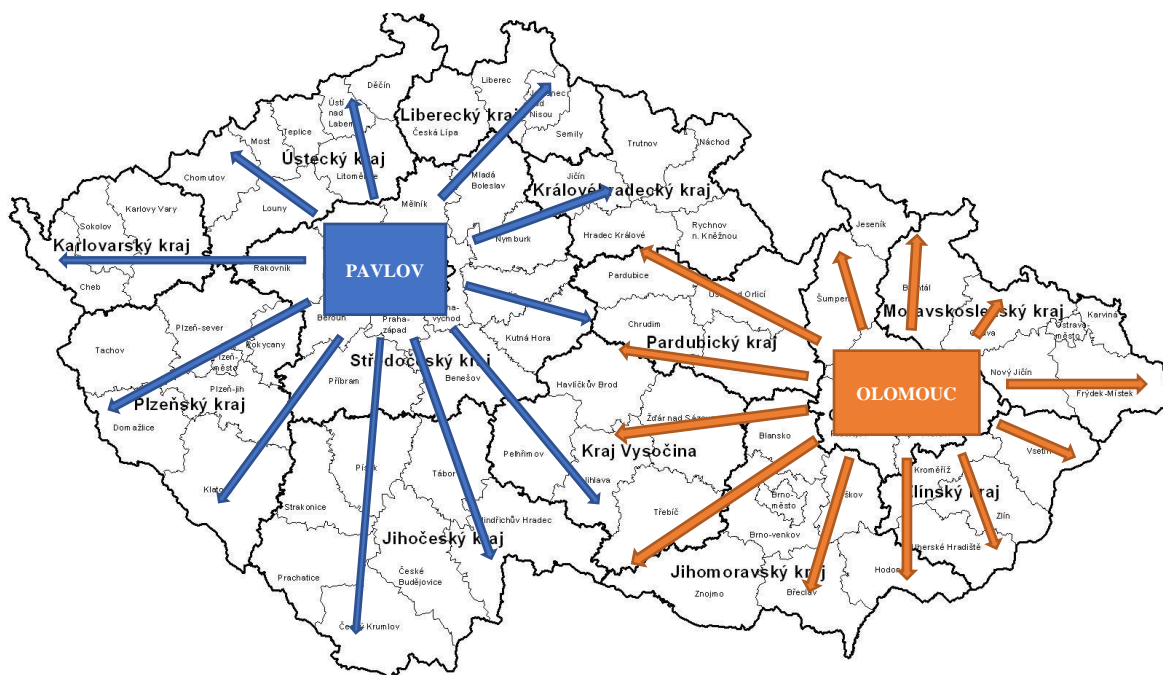 Děčín
Liberec
Ústí
nad
Labem
Liberecký kraj
Nisou
Česká Lípa
Semily
Most
Teplice
Trutnov
Náchod
Ústecký kraj
Litoměřice
Chomutov
Mladá
Boleslav
Jičín
Královéhradecký kraj
Karlovy Vary
Louny
Mělník
Sokolov
Karlovarský kraj
Nymburk
Hradec Králové
Rychnov
n. Kněžnou
Jeseník
Cheb
Rakovník
PAVLOV
Pardubice
Šumperk
Moravskoslezský kraj
Karviná
Ostrava-
město
Beroun
Praha-
západ
Chrudim
Pardubický kraj
Plzeň-sever
Rokycany
Plzeň-
město
Tachov
Středočeský kraj
Kutná Hora
Příbram
Benešov
Nový Jičín
Frýdek-Místek
OLOMOUC
Plzeň-jih
Plzeňský kraj
Domažlice
Havlíčkův Brod
Žďár nad Sázavou
Kraj Vysočina
Blansko
Vsetín
Pelhřimov
Tábor
Písek
Klatovy
Jihlava
Kroměříž
Zlínský kraj
Brno-
město
Strakonice
Třebíč
Zlín
Jindřichův Hradec
Jihočeský kraj
Brno-venkov
Uherské Hradiště
Prachatice
České
Budějovice
Jihomoravský kraj
Hodonín
Znojmo
Břeclav
Český Krumlov